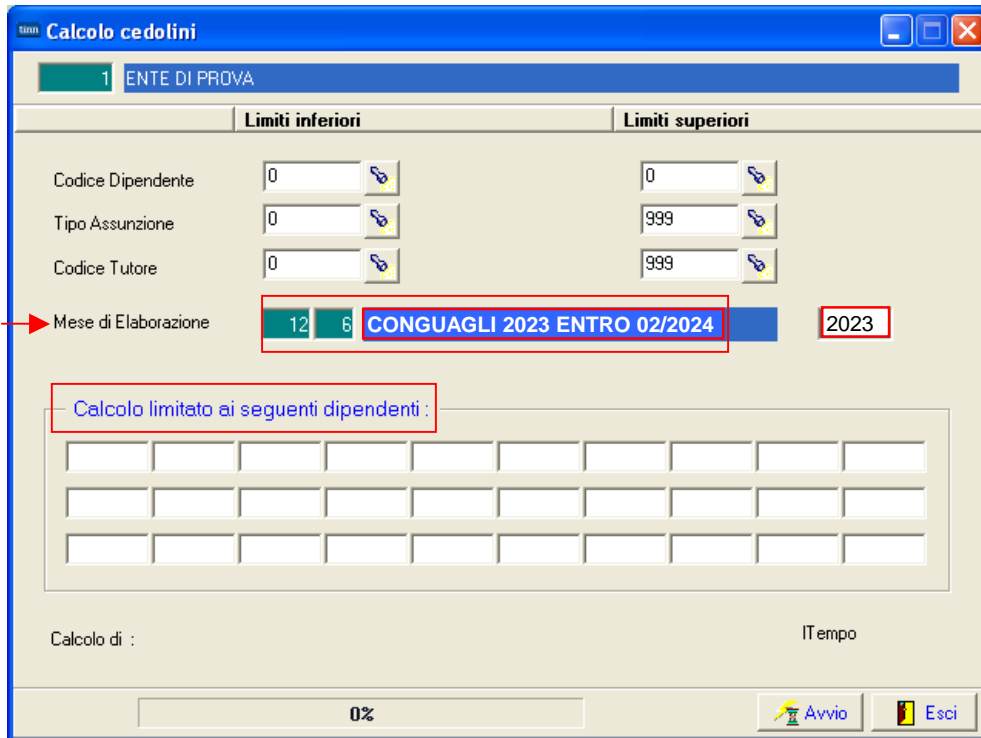 tinn Calcolo cedolini
1 ENTE DI PROVA
Limiti inferiori Limiti superiori
Codice Dipendente 0 0
Tipo Assunzione 0 999
Codice Tutore 0 999
Mese di Elaborazione 12 6 CONGUAGLI 2023 ENTRO 02/2024 2023
Calcolo limitato ai seguenti dipendenti :
Calcolo di : lTempo
0% Avvio Esci